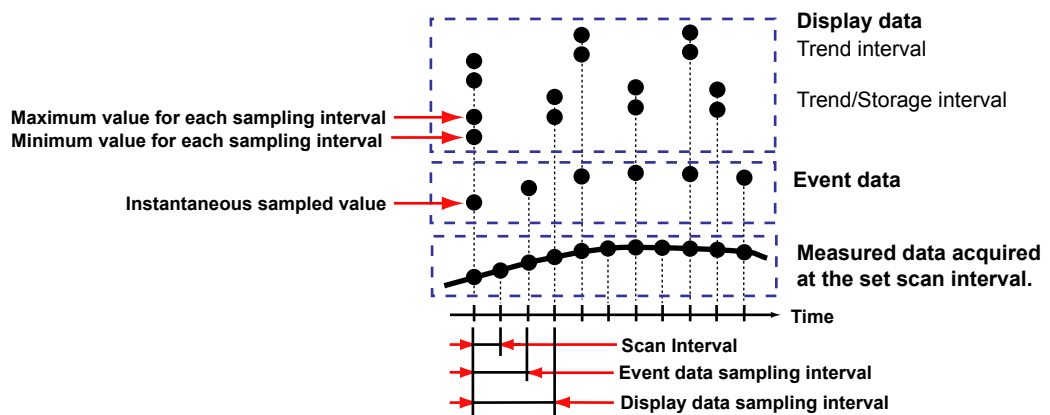 Display data
Trend interval
Trend/Storage interval
Maximum value for each sampling interval
Minimum value for each sampling interval
Event data
Instantaneous sampled value
Measured data acquired
at the set scan interval.
Time
Scan Interval
Event data sampling interval
Display data sampling interval